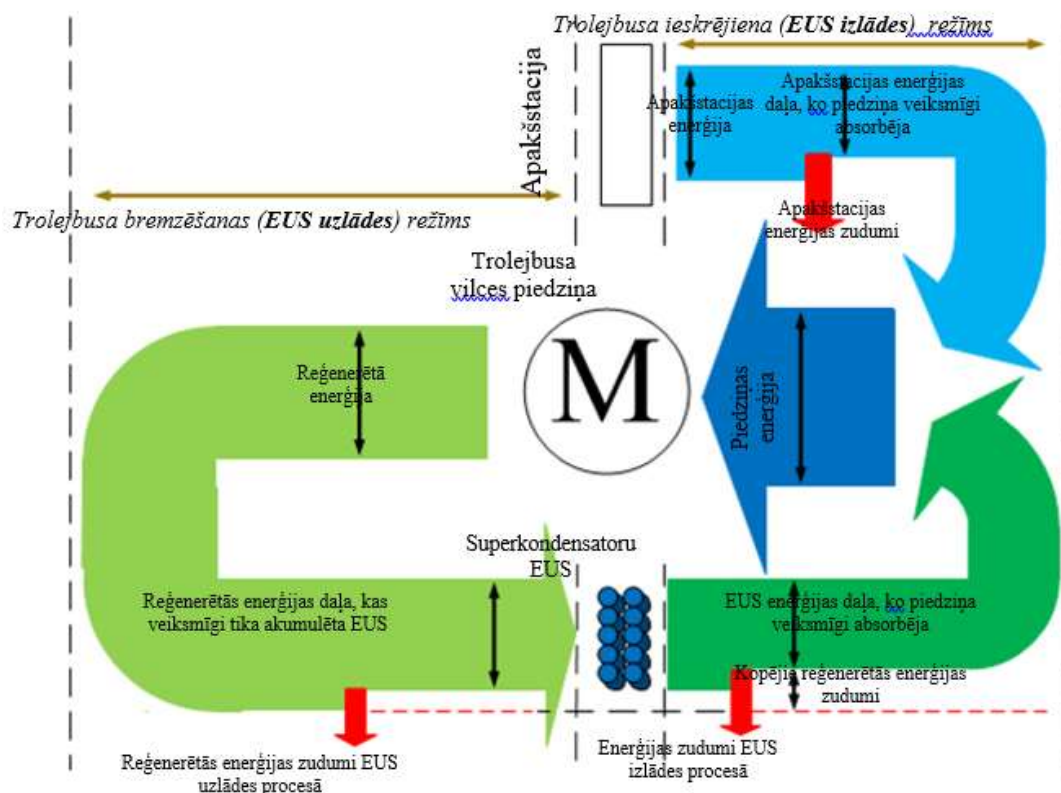 Trolejbusa ieskrējiena (EUS izlādes) režīms
Apakšstacija
Apakšstacijas
enerģija
Apakšstacijas enerģijas
daļa, ko piedziņa veiksmīgi
absorbēja
Trolejbusa bremzēšanas (EUS uzlādes) režīms
Apakšstacijas
enerģijas zudumi
Trolejbusa
vilces piedziņa
Reģenerētā
enerģija
M
Piedziņas
enerģija
Superkondensatoru
EUS
Reģenerētās enerģijas daļa, kas
veiksmīgi tika akumulēta EUS
EUS enerģijas daļa, ko piedziņa
veiksmīgi absorbēja
Kopējie reģenerētās enerģijas
zudumi
Reģenerētās enerģijas zudumi EUS
uzlādes procesā
Enerģijas zudumi EUS
izlādes procesā